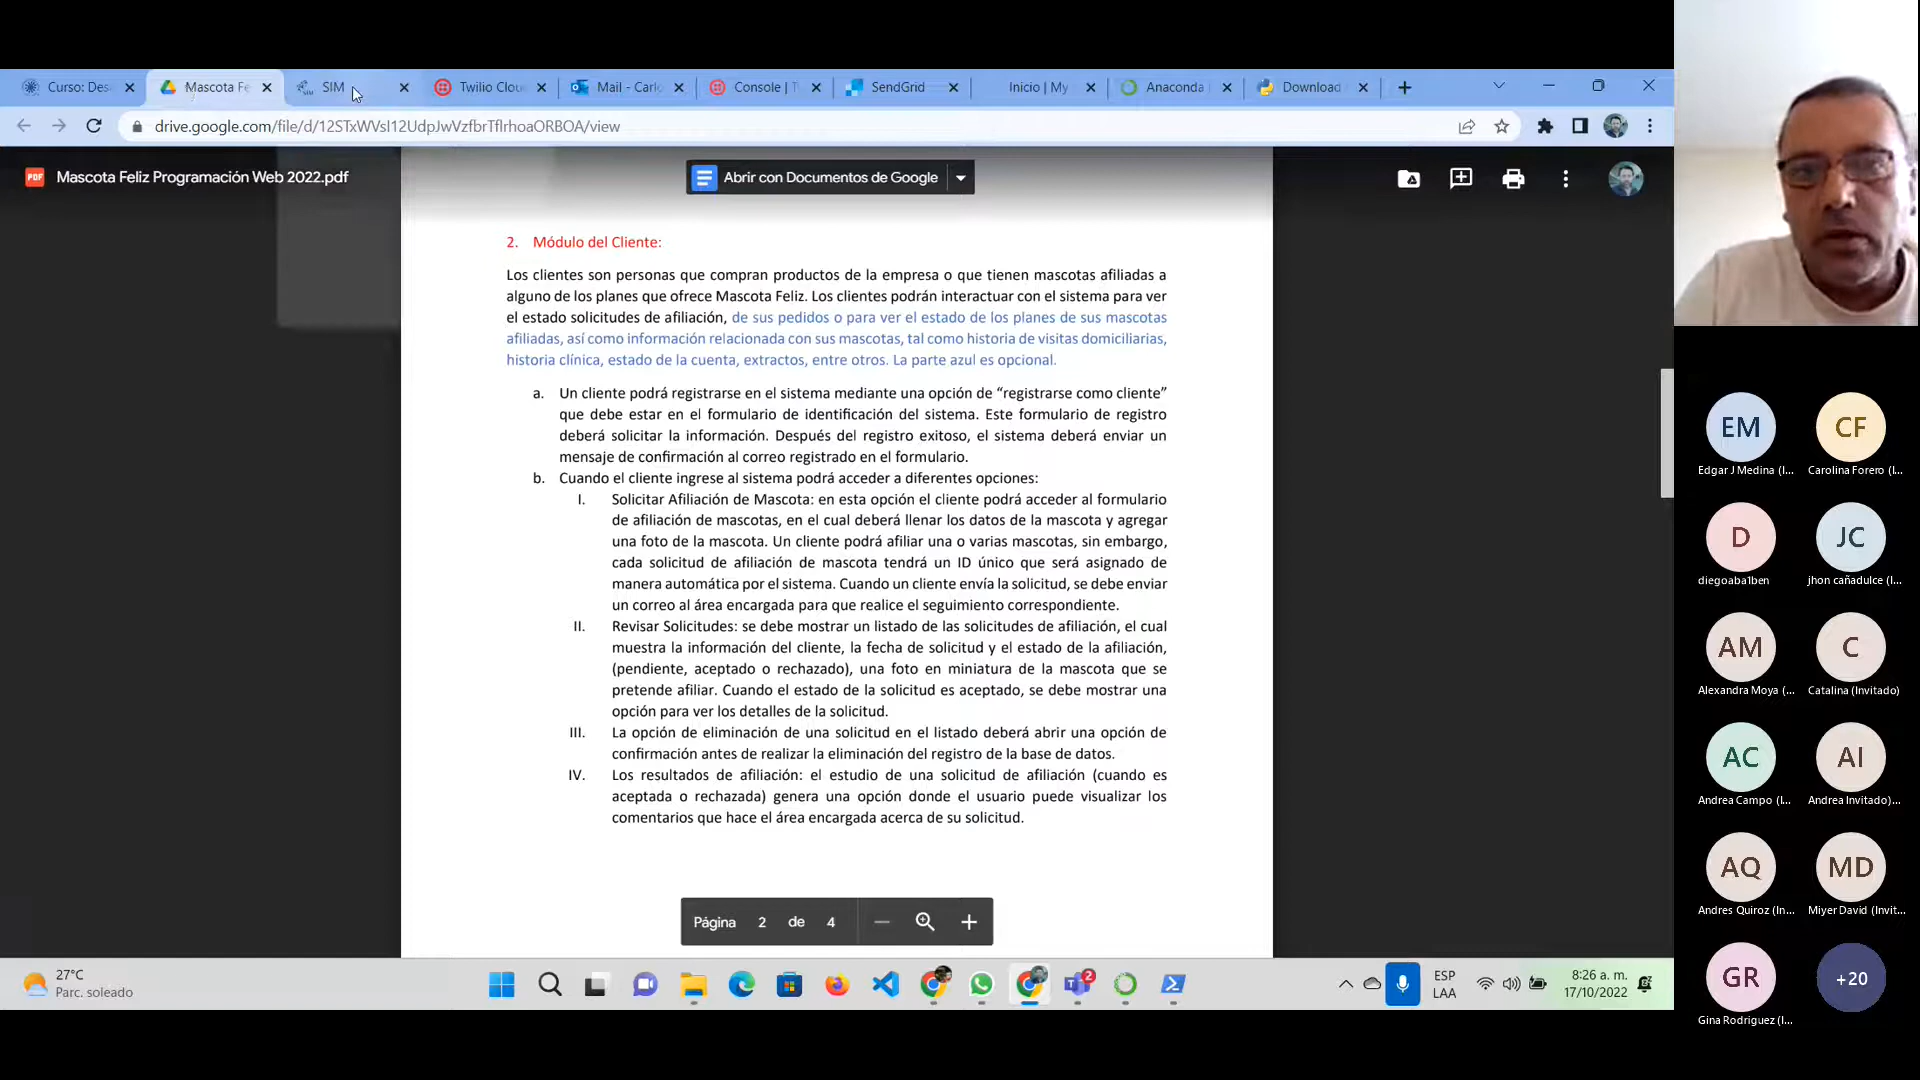 Curso: Des
Mascota Fe
SIM
Twilio Clou
Mail - Carlo
Console | T
SendGrid
Inicio | My
Anaconda
Download
drive.google.com/file/d/12STxWVsI12UdpJwVzfbrTflrhoaORBOA/view
PDF
Mascota Feliz Programación Web 2022.pdf
Abrir con Documentos de Google
2. Módulo del Cliente:
Los clientes son personas que compran productos de la empresa o que tienen mascotas afiliadas a
alguno de los planes que ofrece Mascota Feliz. Los clientes podrán interactuar con el sistema para ver
el estado solicitudes de afiliación, de sus pedidos o para ver el estado de los planes de sus mascotas
afiliadas, así como información relacionada con sus mascotas, tal como historia de visitas domiciliarias,
historia clínica, estado de la cuenta, extractos, entre otros. La parte azul es opcional.
a. Un cliente podrá registrarse en el sistema mediante una opción de “registrarse como cliente”
que debe estar en el formulario de identificación del sistema. Este formulario de registro
deberá solicitar la información. Después del registro exitoso, el sistema deberá enviar un
mensaje de confirmación al correo registrado en el formulario.
b. Cuando el cliente ingrese al sistema podrá acceder a diferentes opciones:
I. Solicitar Afiliación de Mascota: en esta opción el cliente podrá acceder al formulario
de afiliación de mascotas, en el cual deberá llenar los datos de la mascota y agregar
una foto de la mascota. Un cliente podrá afiliar una o varias mascotas, sin embargo,
cada solicitud de afiliación de mascota tendrá un ID único que será asignado de
manera automática por el sistema. Cuando un cliente envía la solicitud, se debe enviar
un correo al área encargada para que realice el seguimiento correspondiente.
II. Revisar Solicitudes: se debe mostrar un listado de las solicitudes de afiliación, el cual
muestra la información del cliente, la fecha de solicitud y el estado de la afiliación,
(pendiente, aceptado o rechazado), una foto en miniatura de la mascota que se
pretende afiliar. Cuando el estado de la solicitud es aceptado, se debe mostrar una
opción para ver los detalles de la solicitud.
III. La opción de eliminación de una solicitud en el listado deberá abrir una opción de
confirmación antes de realizar la eliminación del registro de la base de datos.
IV. Los resultados de afiliación: el estudio de una solicitud de afiliación (cuando es
aceptada o rechazada) genera una opción donde el usuario puede visualizar los
comentarios que hace el área encargada acerca de su solicitud.
Página 2 de 4
27°C
Parc. soleado
2
ESP
LAA
8:26 a. m.
17/10/2022
EM
CF
Edgar J Medina (I...
Carolina Forero (I...
D
JC
diegoaba1ben
jhon cañadulce (I...
AM
C
Alexandra Moya (...
Catalina (Invitado)
AC
AI
Andrea Campo (I...
Andrea Invitado)...
AQ
MD
Andres Quiroz (In...
Miyer David (Invit...
GR
+20
Gina Rodriguez (I...